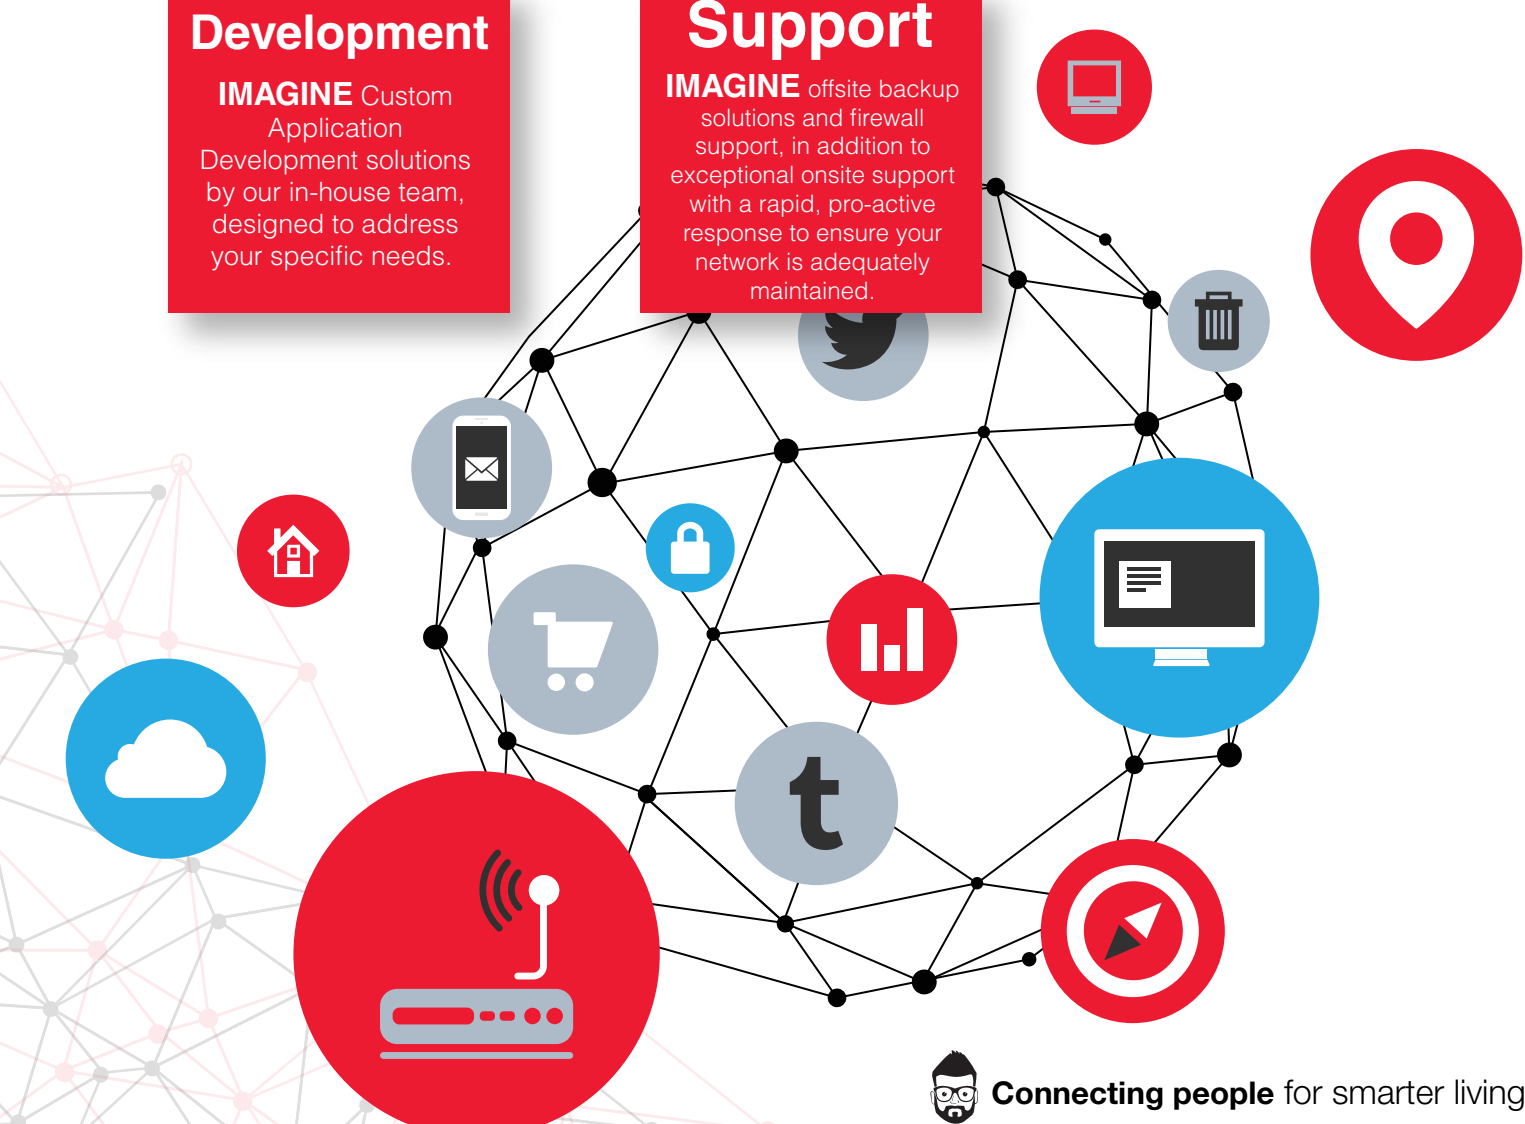 Development
IMAGINE Custom
Application
Development solutions
by our in-house team,
designed to address
your specific needs.
Support
IMAGINE offsite backup
solutions and firewall
support, in addition to
exceptional onsite support
with a rapid, pro-active
response to ensure your
network is adequately
maintained.
t
Connecting people for smarter living